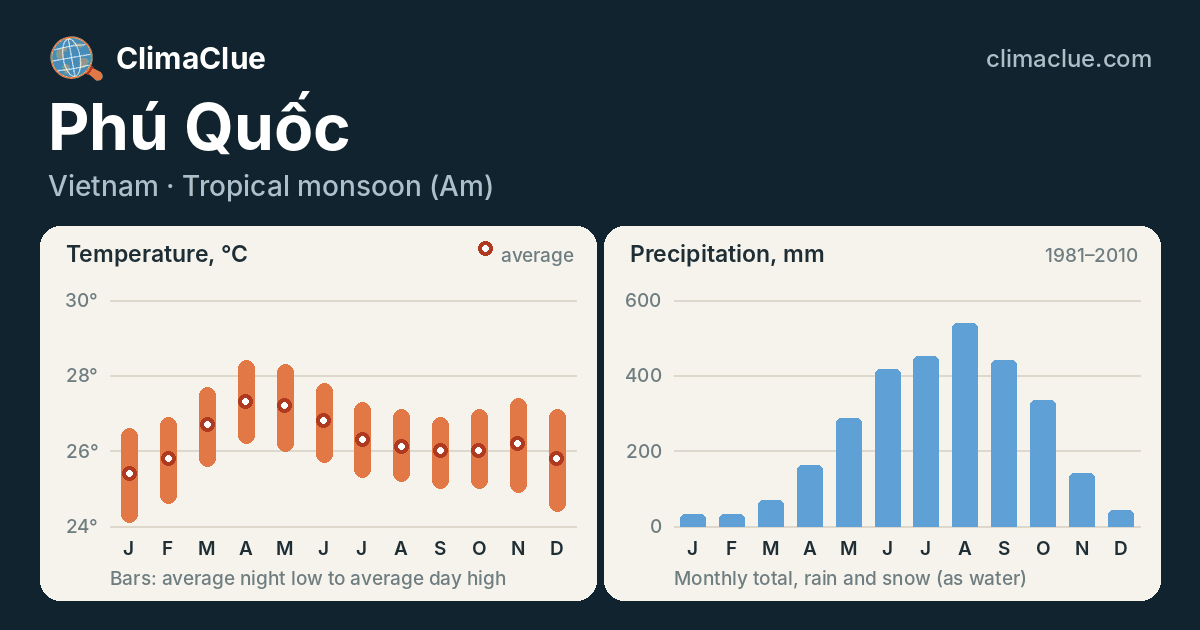 ClimaClue
climaclue.com
Phú Quốc
Vietnam · Tropical monsoon (Am)
Temperature, °C
average
30°
28°
26°
24°
J F M A M J J A S O N D
Bars: average night low to average day high
Precipitation, mm
1981–2010
600
400
200
0
J F M A M J J A S O N D
Monthly total, rain and snow (as water)